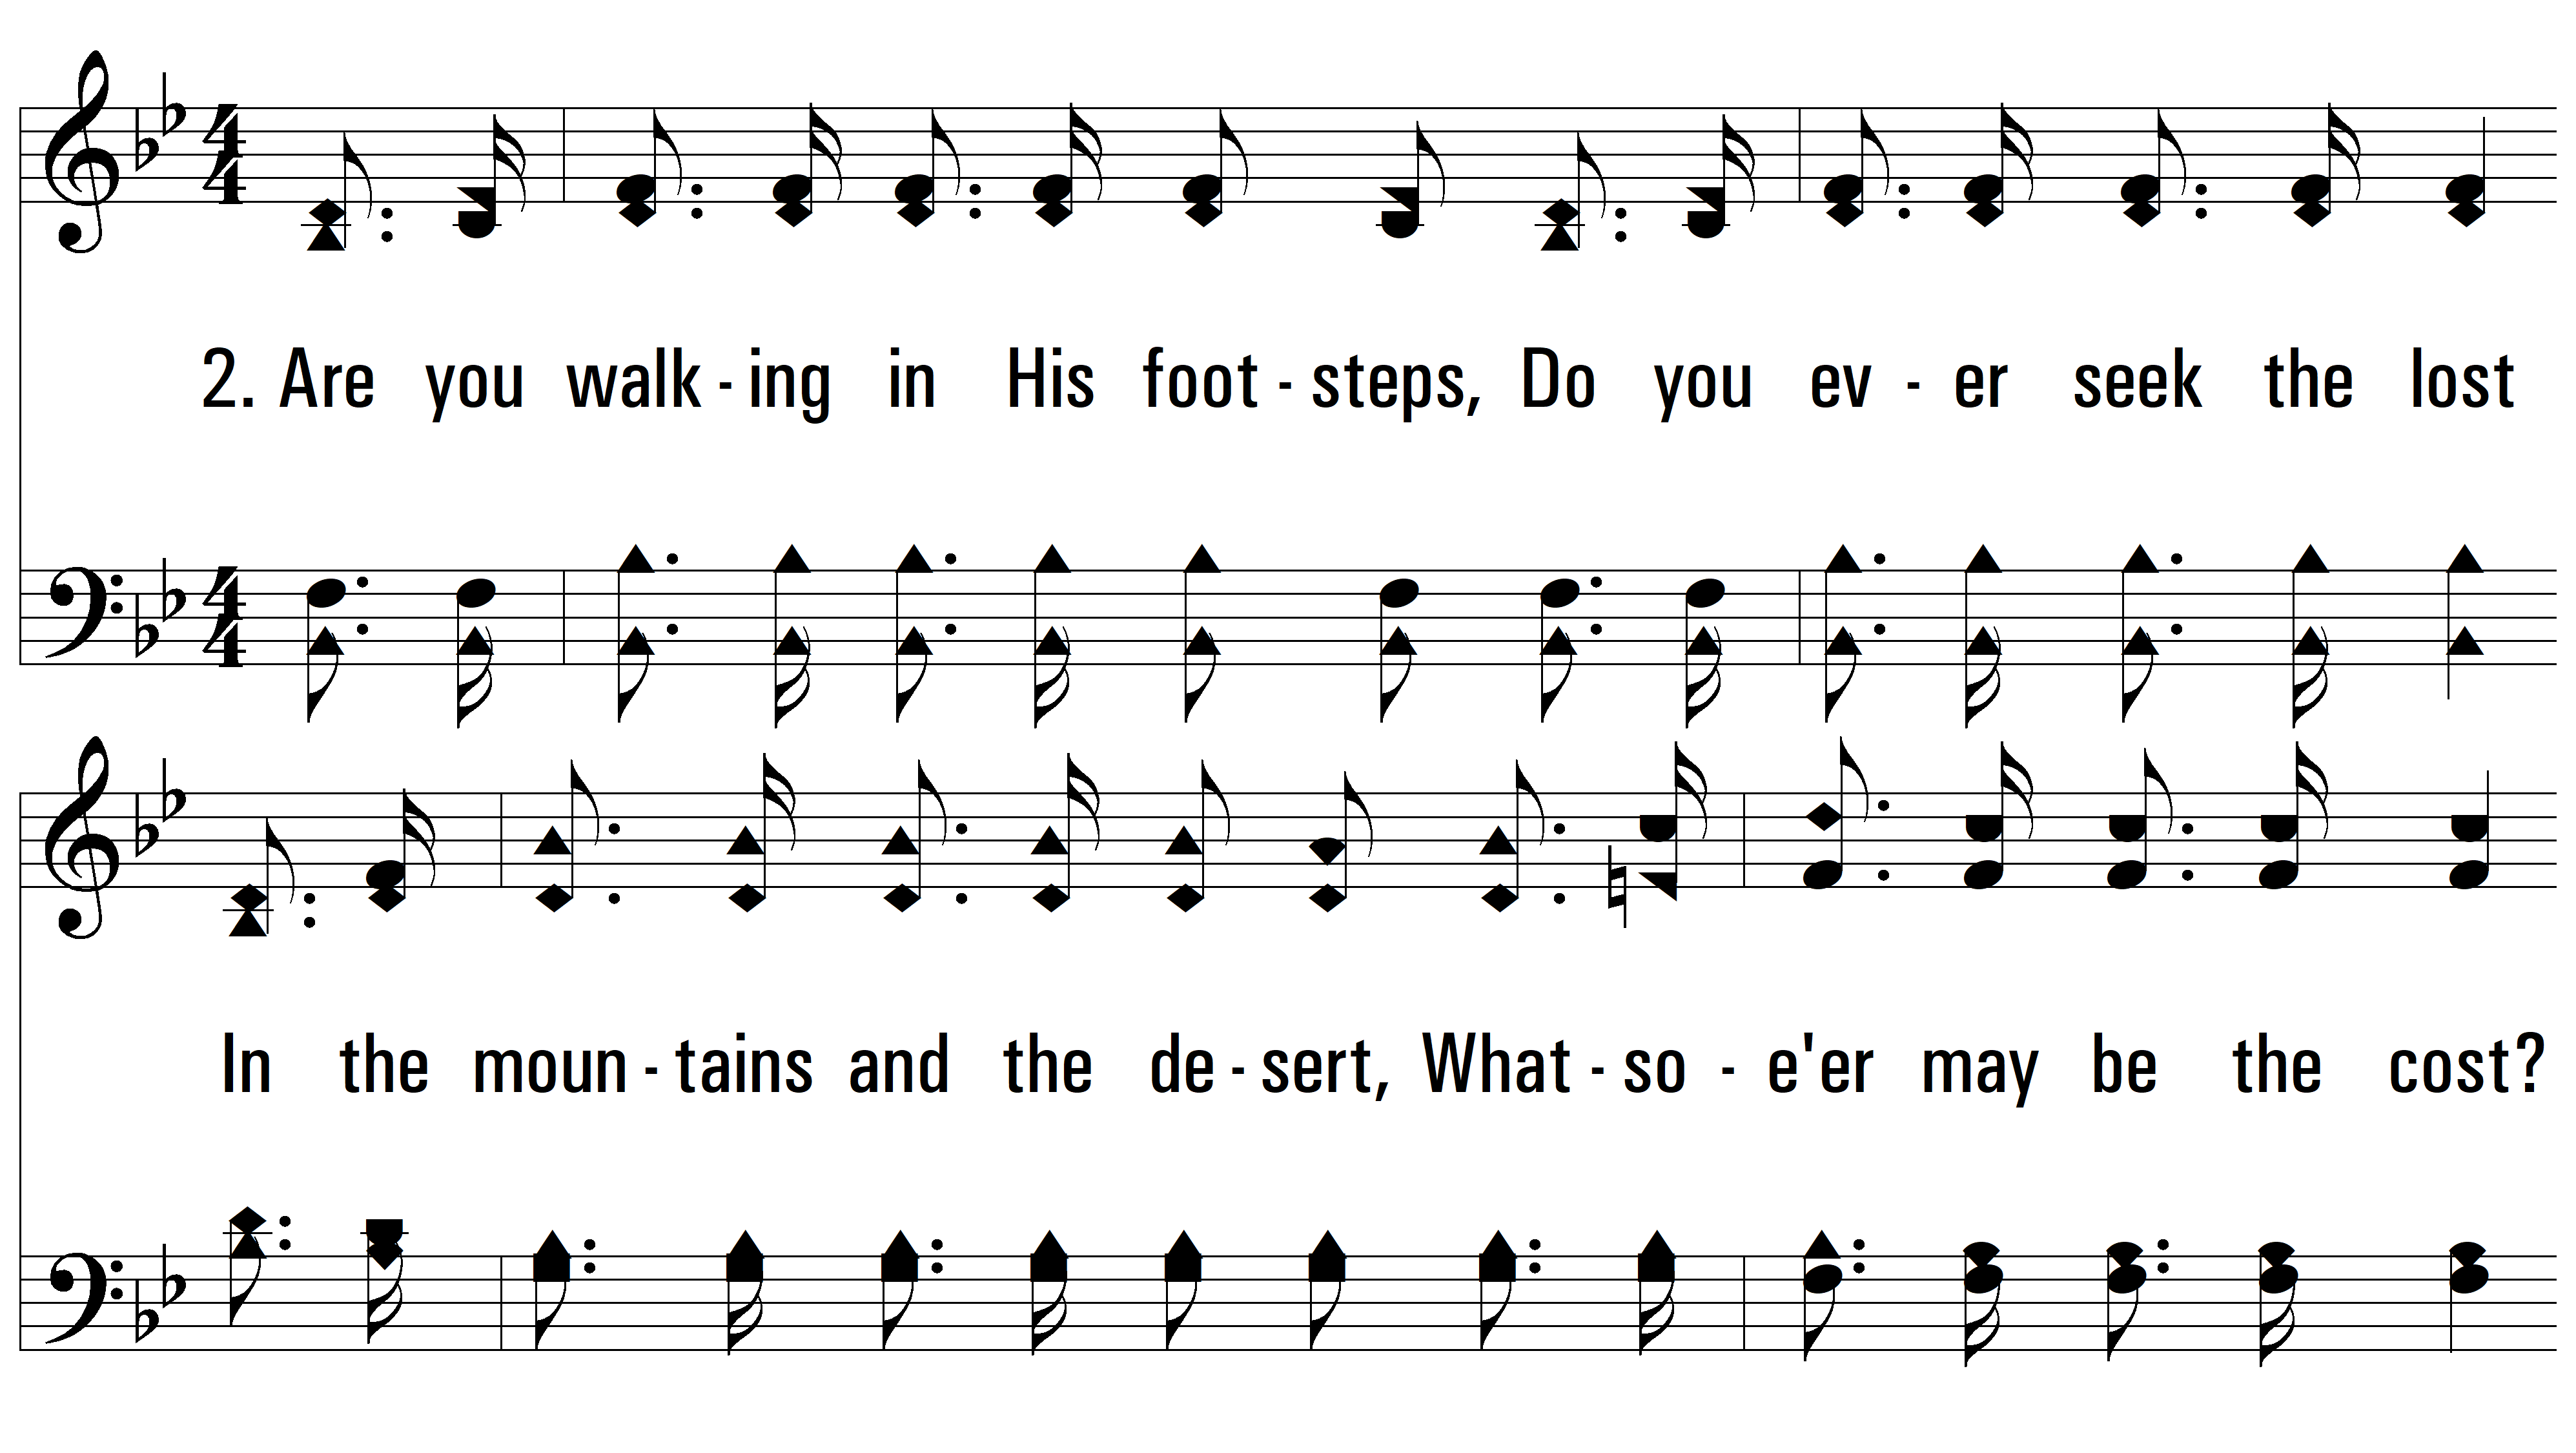 2. Are you walk - ing in His foot - steps, Do you ev - er seek the lost
In the moun - tains and the de - sert, What - so - e'er may be the cost?